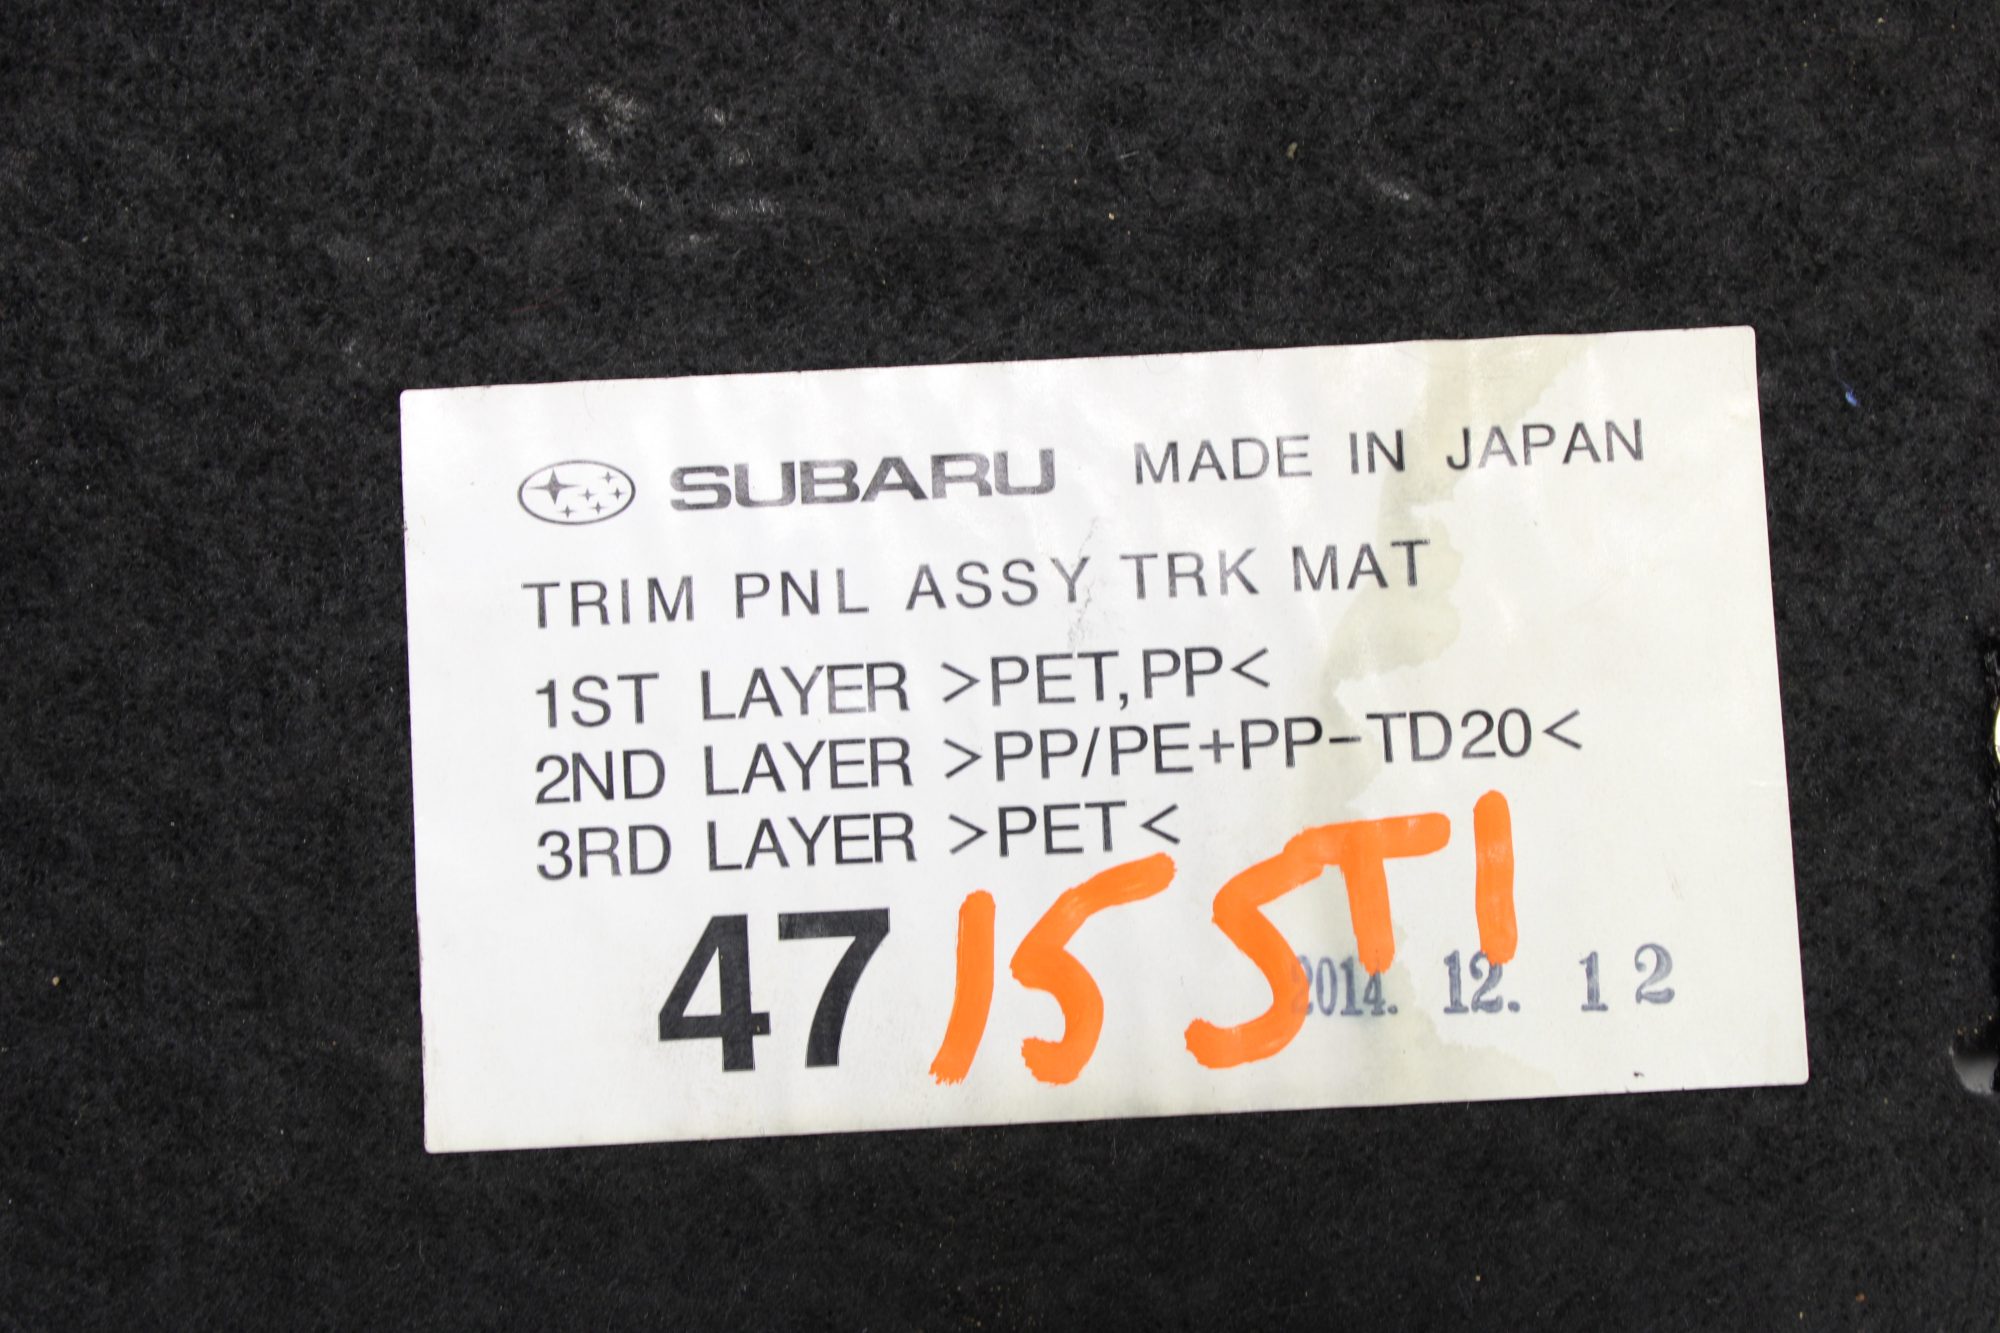 SUBARU MADE IN JAPAN
TRIM PNL ASSY TRK MAT
1ST LAYER >PET,PP<
2ND LAYER >PP/PE+PP-TD20<
3RD LAYER >PET<
47 15 STI
2014. 12. 12